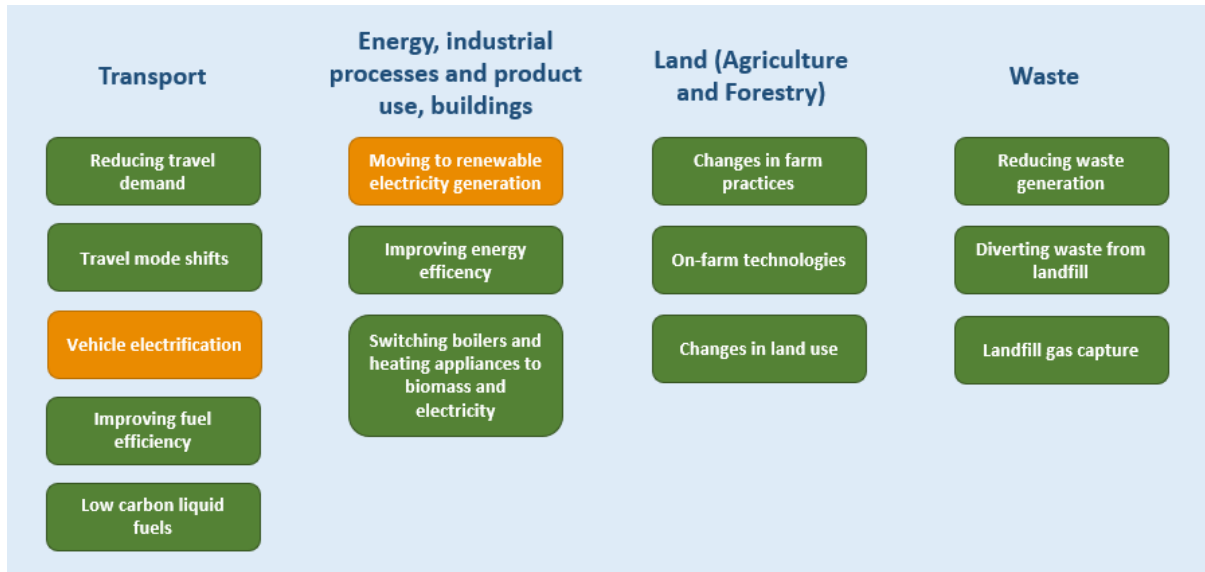 Transport
Reducing travel
demand
Travel mode shifts
Vehicle electrification
Improving fuel
efficiency
Low carbon liquid
fuels
Energy, industrial
processes and product
use, buildings
Moving to renewable
electricity generation
Improving energy
efficency
Switching boilers and
heating appliances to
biomass and
electricity
Land (Agriculture
and Forestry)
Changes in farm
practices
On-farm technologies
Changes in land use
Waste
Reducing waste
generation
Diverting waste from
landfill
Landfill gas capture